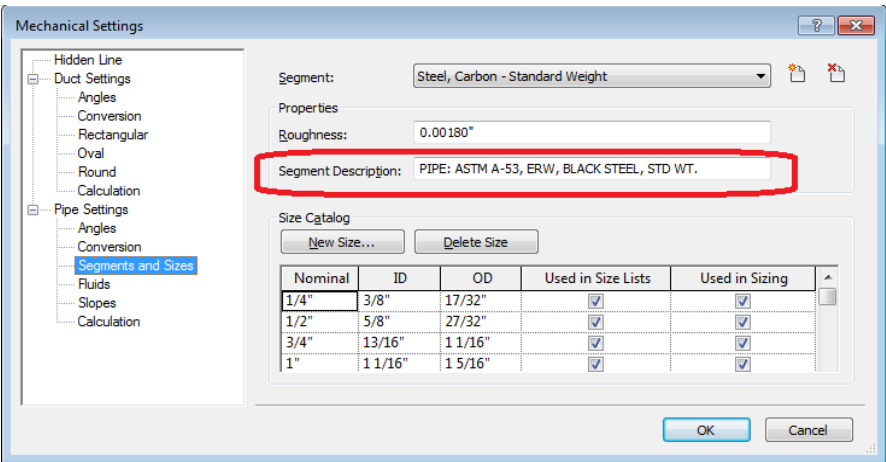 Mechanical Settings
Hidden Line
Duct Settings
Angles
Conversion
Rectangular
Oval
Round
Calculation
Pipe Settings
Angles
Conversion
Segments and Sizes
Fluids
Slopes
Calculation
Segment: Steel, Carbon - Standard Weight
Properties
Roughness: 0.00180"
Segment Description: PIPE: ASTM A-53, ERW, BLACK STEEL, STD WT.
Size Catalog
New Size... Delete Size
Nominal ID OD Used in Size Lists Used in Sizing
1/4" 3/8" 17/32"
1/2" 5/8" 27/32"
3/4" 13/16" 1 1/16"
1" 1 1/16" 1 5/16"
OK Cancel